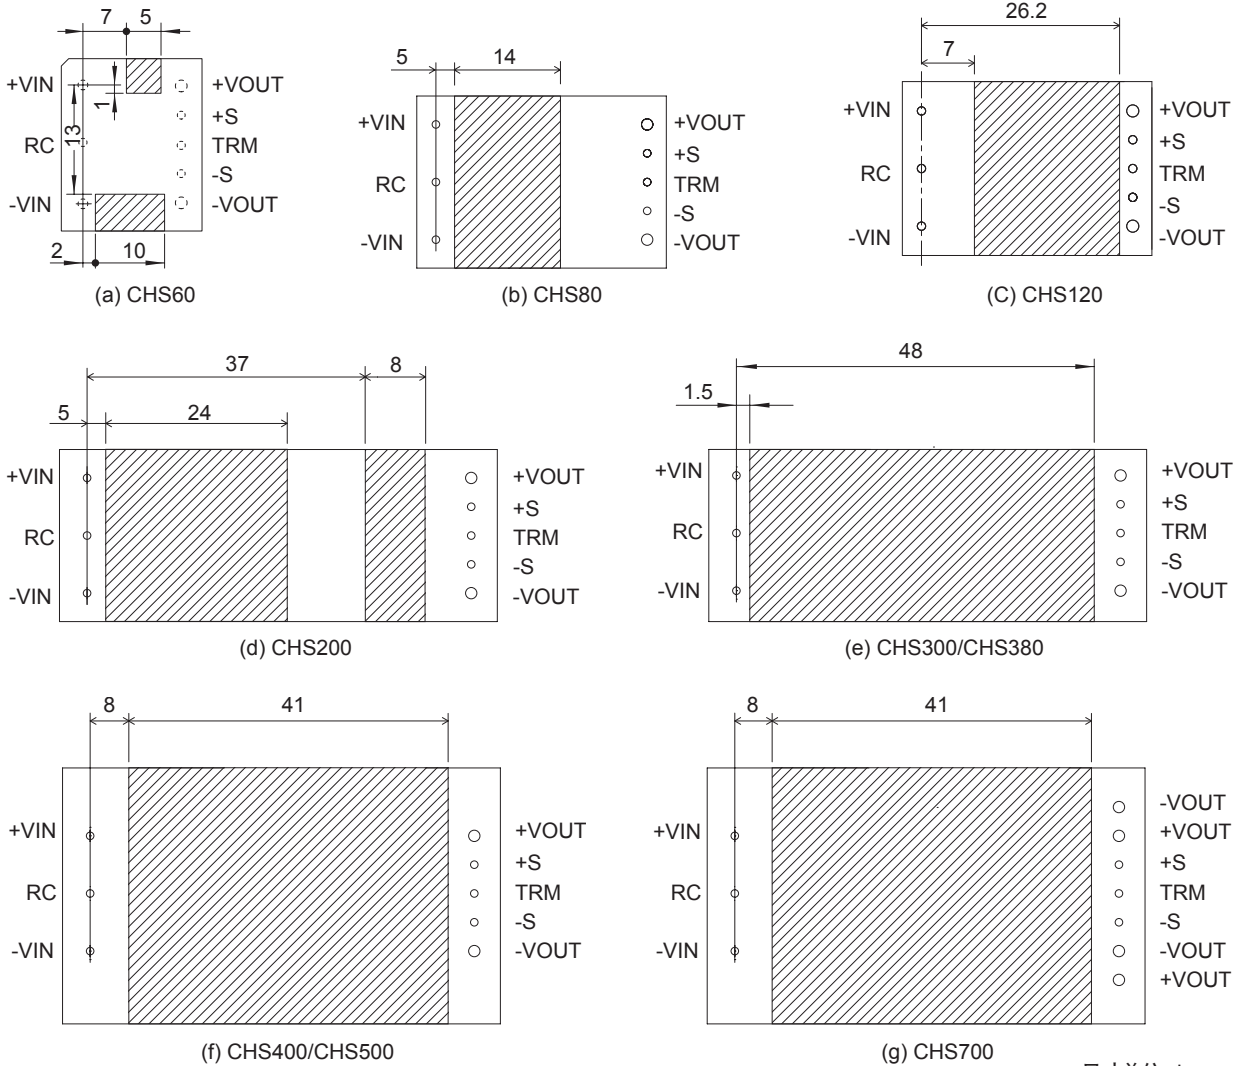 7 5
+VIN +VOUT
1
+S
13
RC TRM
-S
-VIN -VOUT
2 10
(a) CHS60
5 14
+VIN +VOUT
+S
RC TRM
-S
-VIN -VOUT
(b) CHS80
26.2
7
+VIN +VOUT
+S
RC TRM
-S
-VIN -VOUT
(C) CHS120
37 8
5 24
+VIN +VOUT
+S
RC TRM
-S
-VIN -VOUT
(d) CHS200
48
1.5
+VIN +VOUT
+S
RC TRM
-S
-VIN -VOUT
(e) CHS300/CHS380
8 41
+VIN +VOUT
+S
RC TRM
-S
-VIN -VOUT
(f) CHS400/CHS500
8 41
-VOUT
+VIN +VOUT
+S
RC TRM
-S
-VIN -VOUT
+VOUT
(g) CHS700